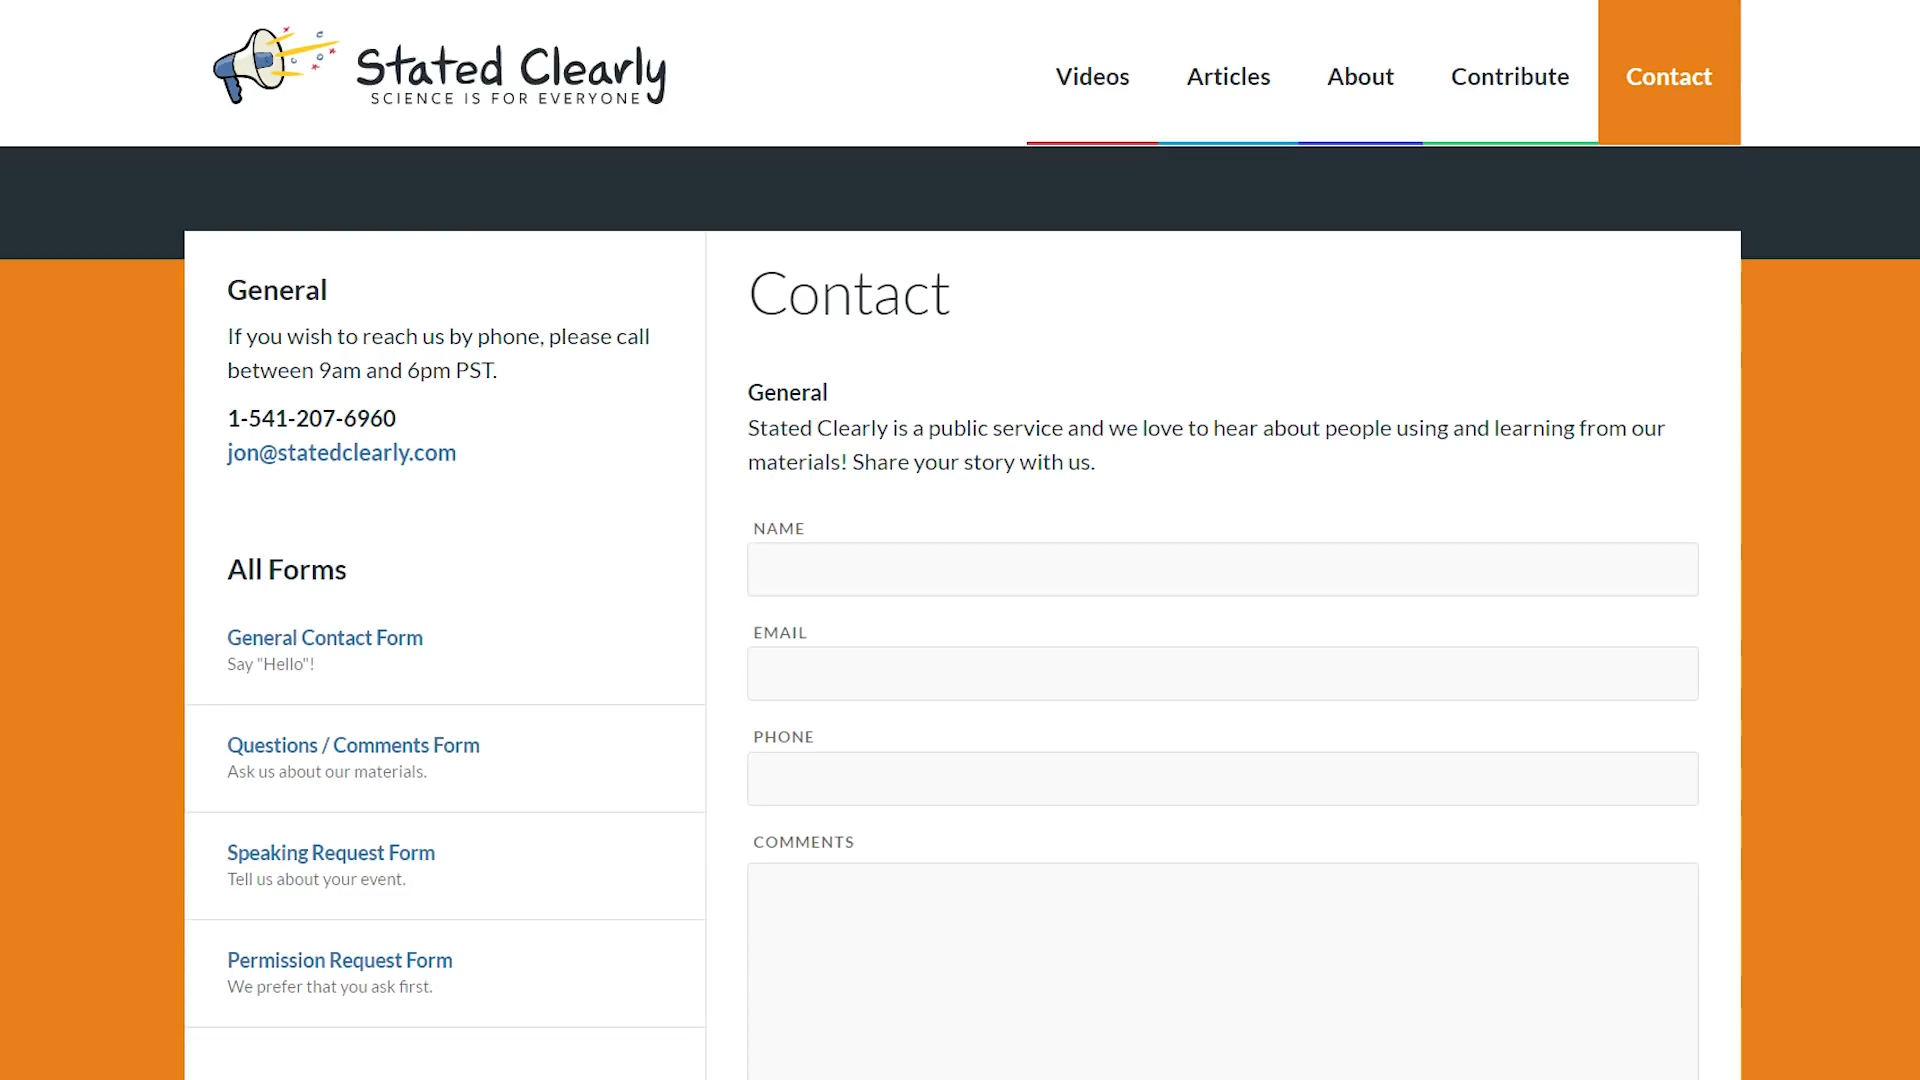 Stated Clearly
SCIENCE IS FOR EVERYONE
Videos
Articles
About
Contribute
Contact
General
If you wish to reach us by phone, please call
between 9am and 6pm PST.
1-541-207-6960
jon@statedclearly.com
All Forms
General Contact Form
Say "Hello"!
Questions / Comments Form
Ask us about our materials.
Speaking Request Form
Tell us about your event.
Permission Request Form
We prefer that you ask first.
Contact
General
Stated Clearly is a public service and we love to hear about people using and learning from our
materials! Share your story with us.
NAME
EMAIL
PHONE
COMMENTS